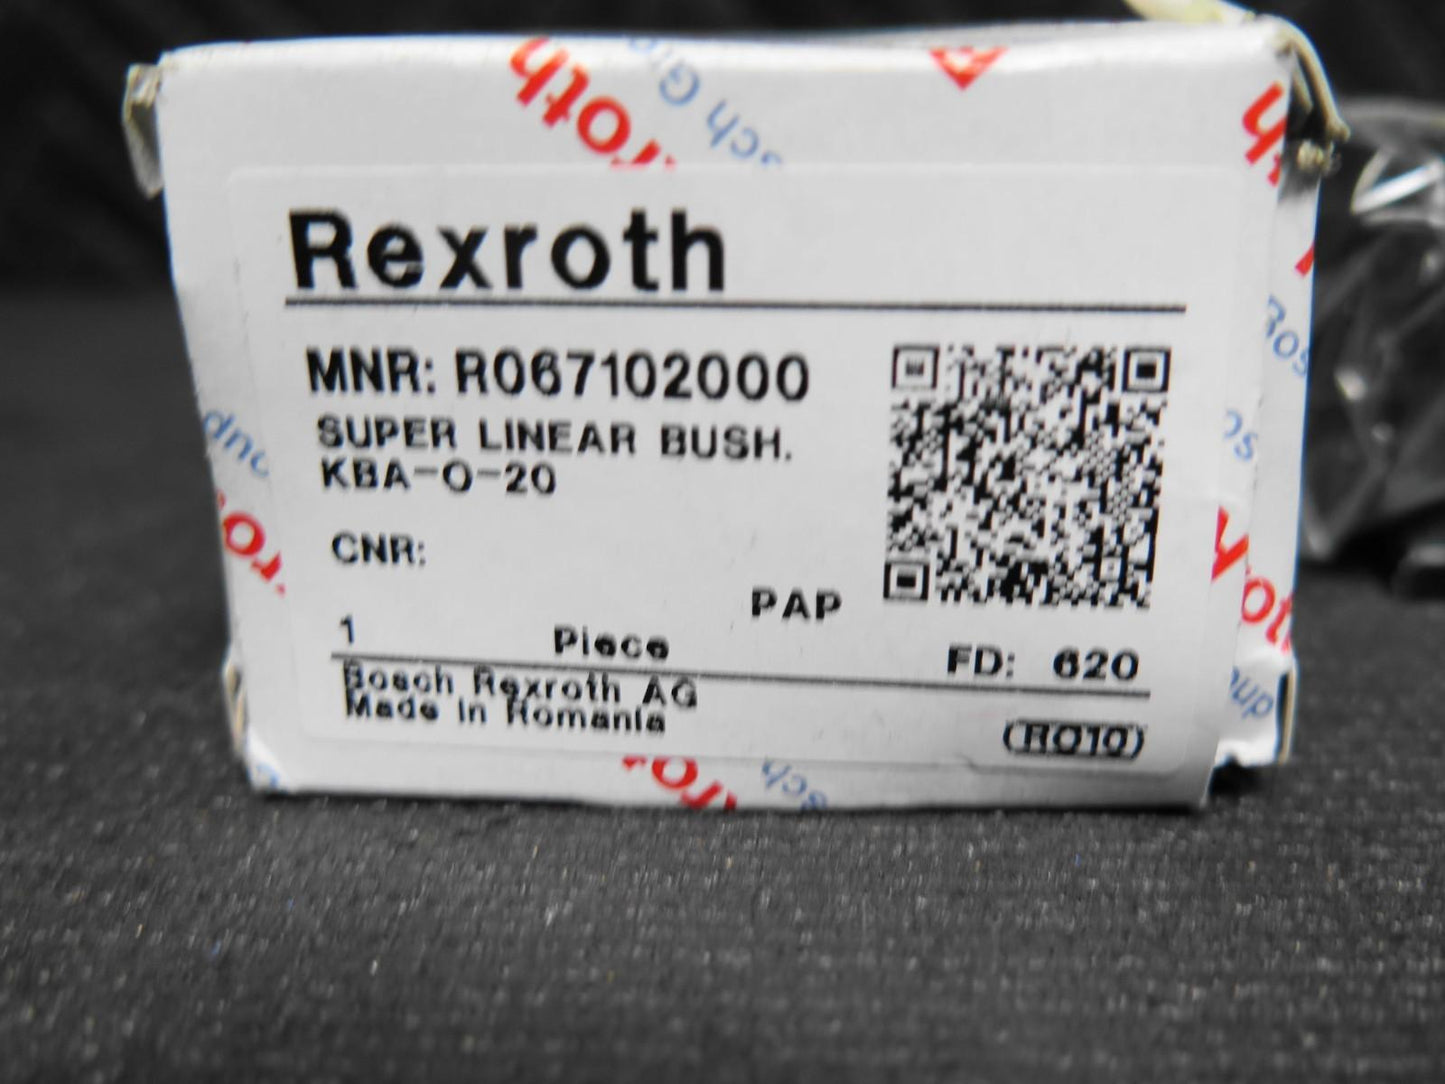 Rexroth
MNR: R067102000
SUPER LINEAR BUSH.
KBA-O-20
CNR:
PAP
1 Piece
FD: 620
Bosch Rexroth AG
Made in Romania
(RO10)